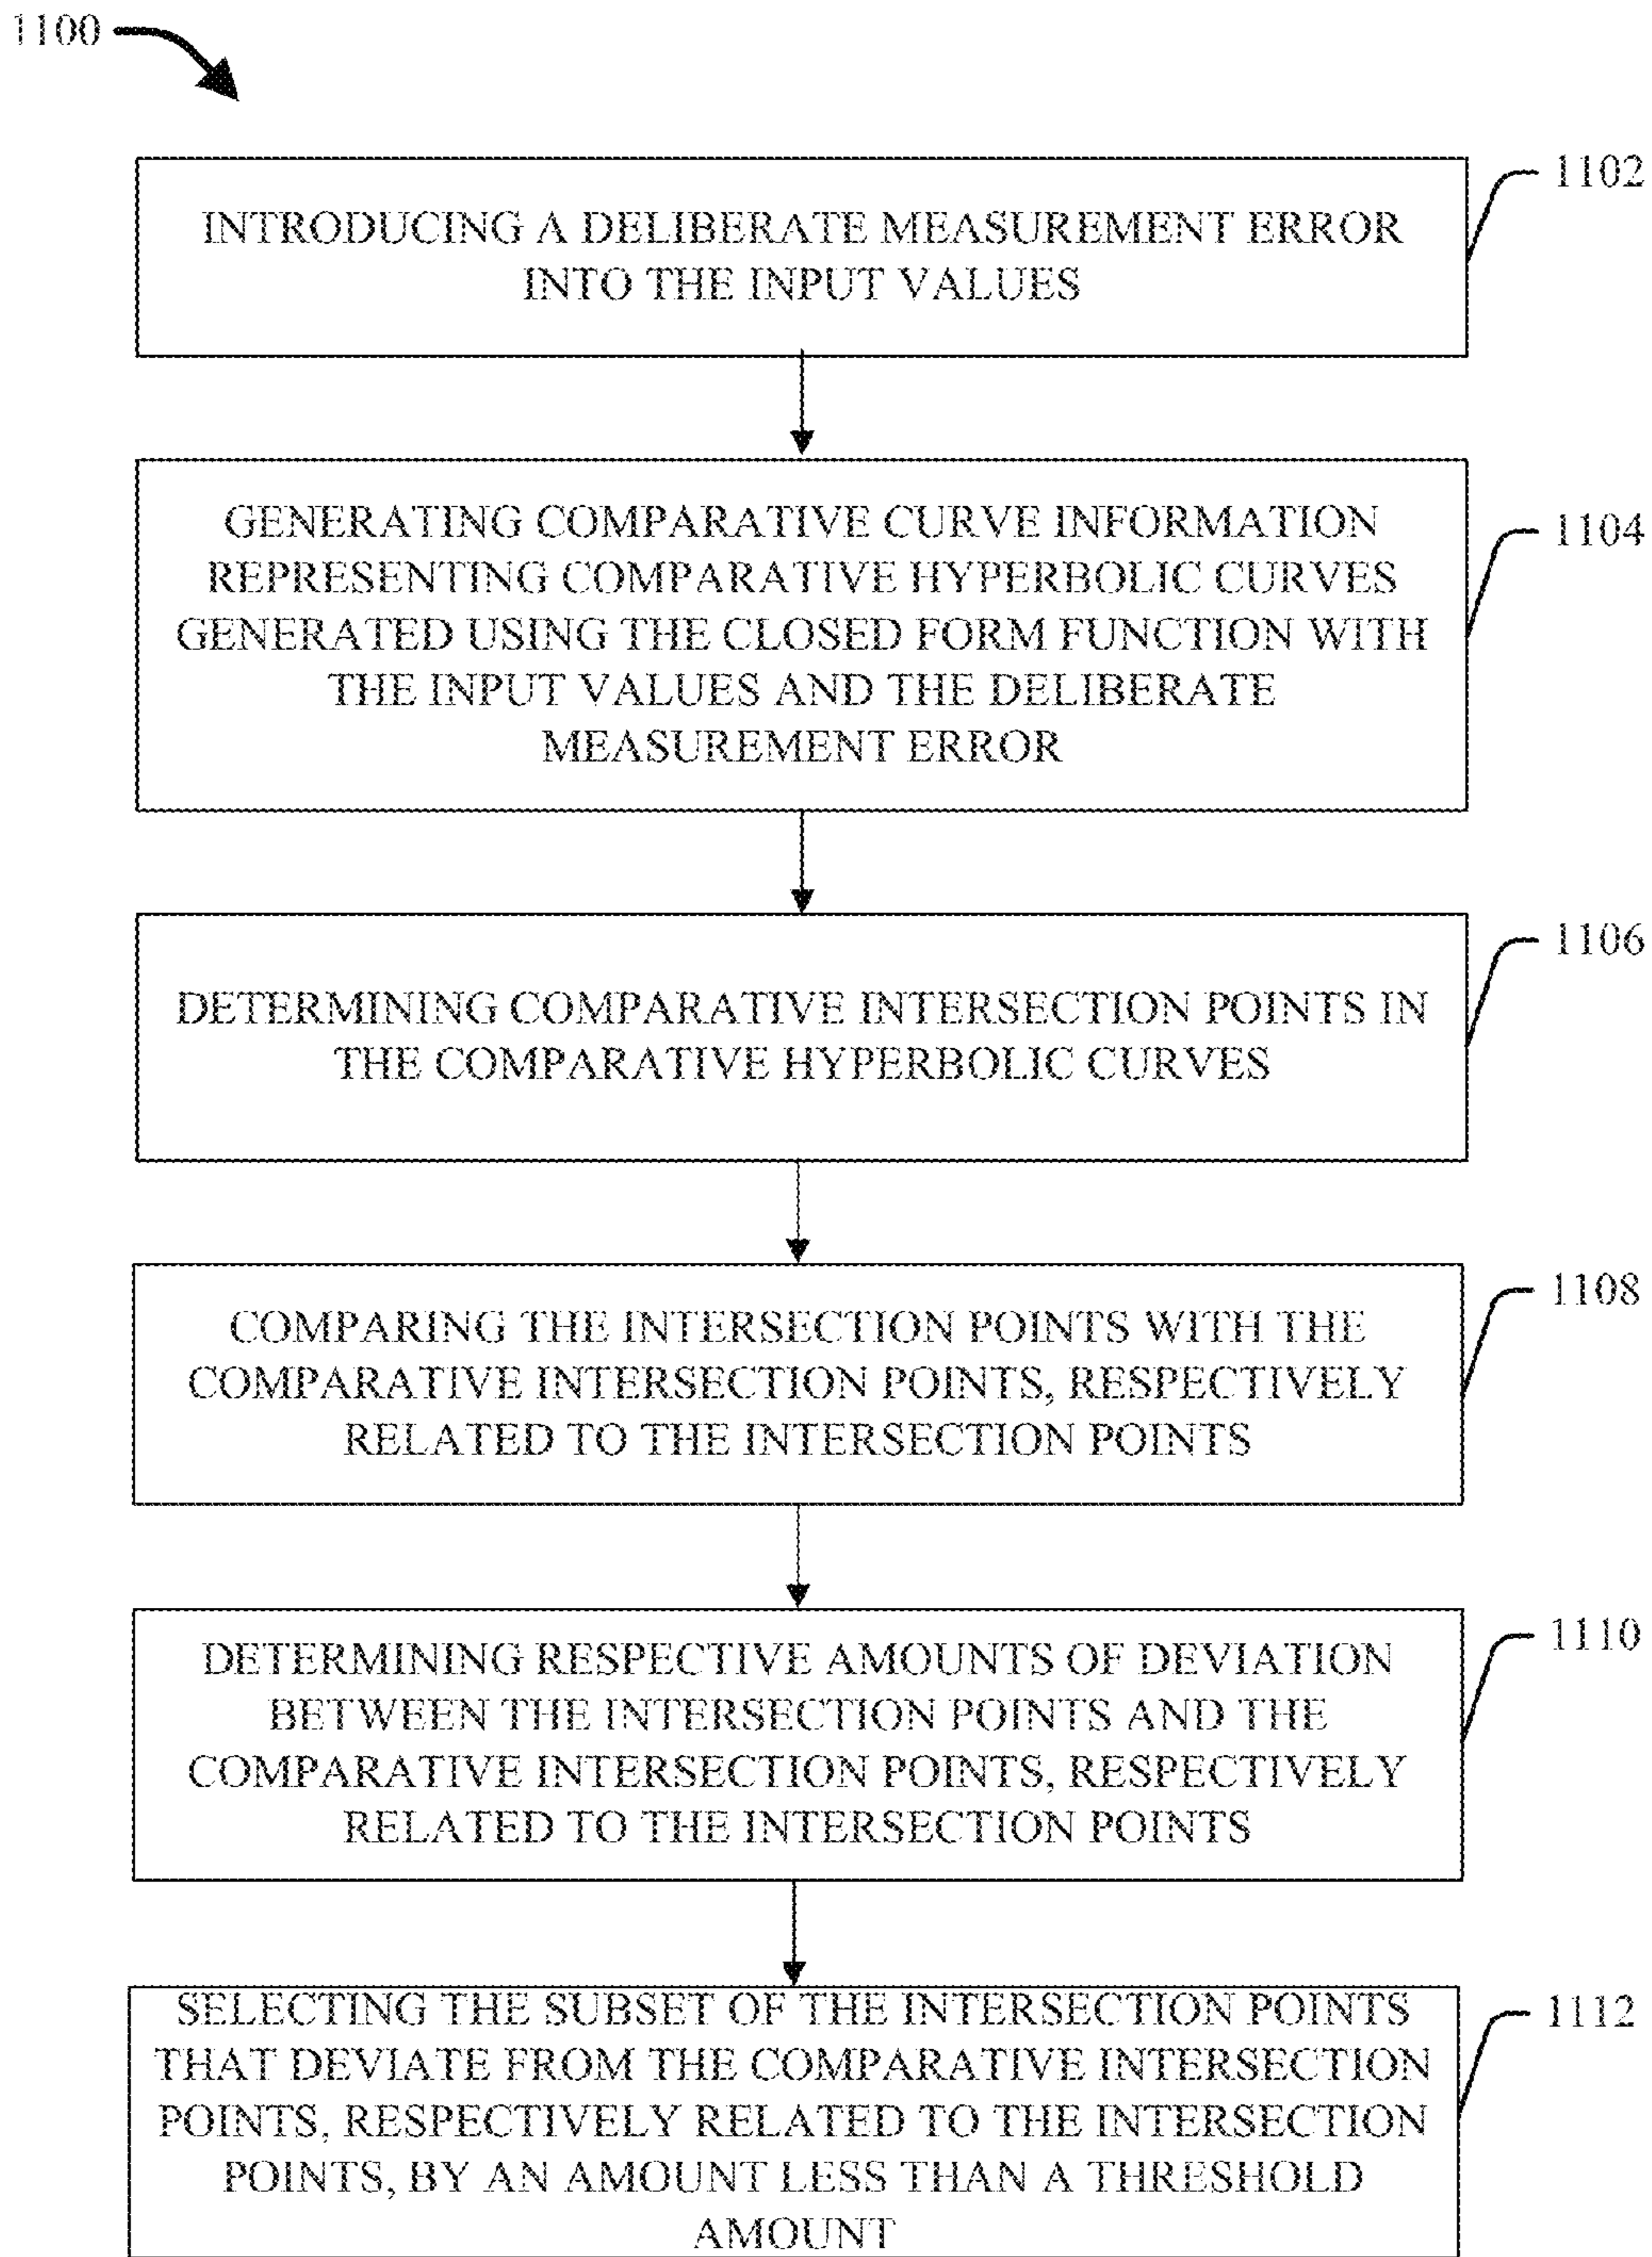 1100
1102
INTRODUCING A DELIBERATE MEASUREMENT ERROR
INTO THE INPUT VALUES
1104
GENERATING COMPARATIVE CURVE INFORMATION
REPRESENTING COMPARATIVE HYPERBOLIC CURVES
GENERATED USING THE CLOSED FORM FUNCTION WITH
THE INPUT VALUES AND THE DELIBERATE
MEASUREMENT ERROR
1106
DETERMINING COMPARATIVE INTERSECTION POINTS IN
THE COMPARATIVE HYPERBOLIC CURVES
1108
COMPARING THE INTERSECTION POINTS WITH THE
COMPARATIVE INTERSECTION POINTS, RESPECTIVELY
RELATED TO THE INTERSECTION POINTS
1110
DETERMINING RESPECTIVE AMOUNTS OF DEVIATION
BETWEEN THE INTERSECTION POINTS AND THE
COMPARATIVE INTERSECTION POINTS, RESPECTIVELY
RELATED TO THE INTERSECTION POINTS
1112
SELECTING THE SUBSET OF THE INTERSECTION POINTS
THAT DEVIATE FROM THE COMPARATIVE INTERSECTION
POINTS, RESPECTIVELY RELATED TO THE INTERSECTION
POINTS, BY AN AMOUNT LESS THAN A THRESHOLD
AMOUNT